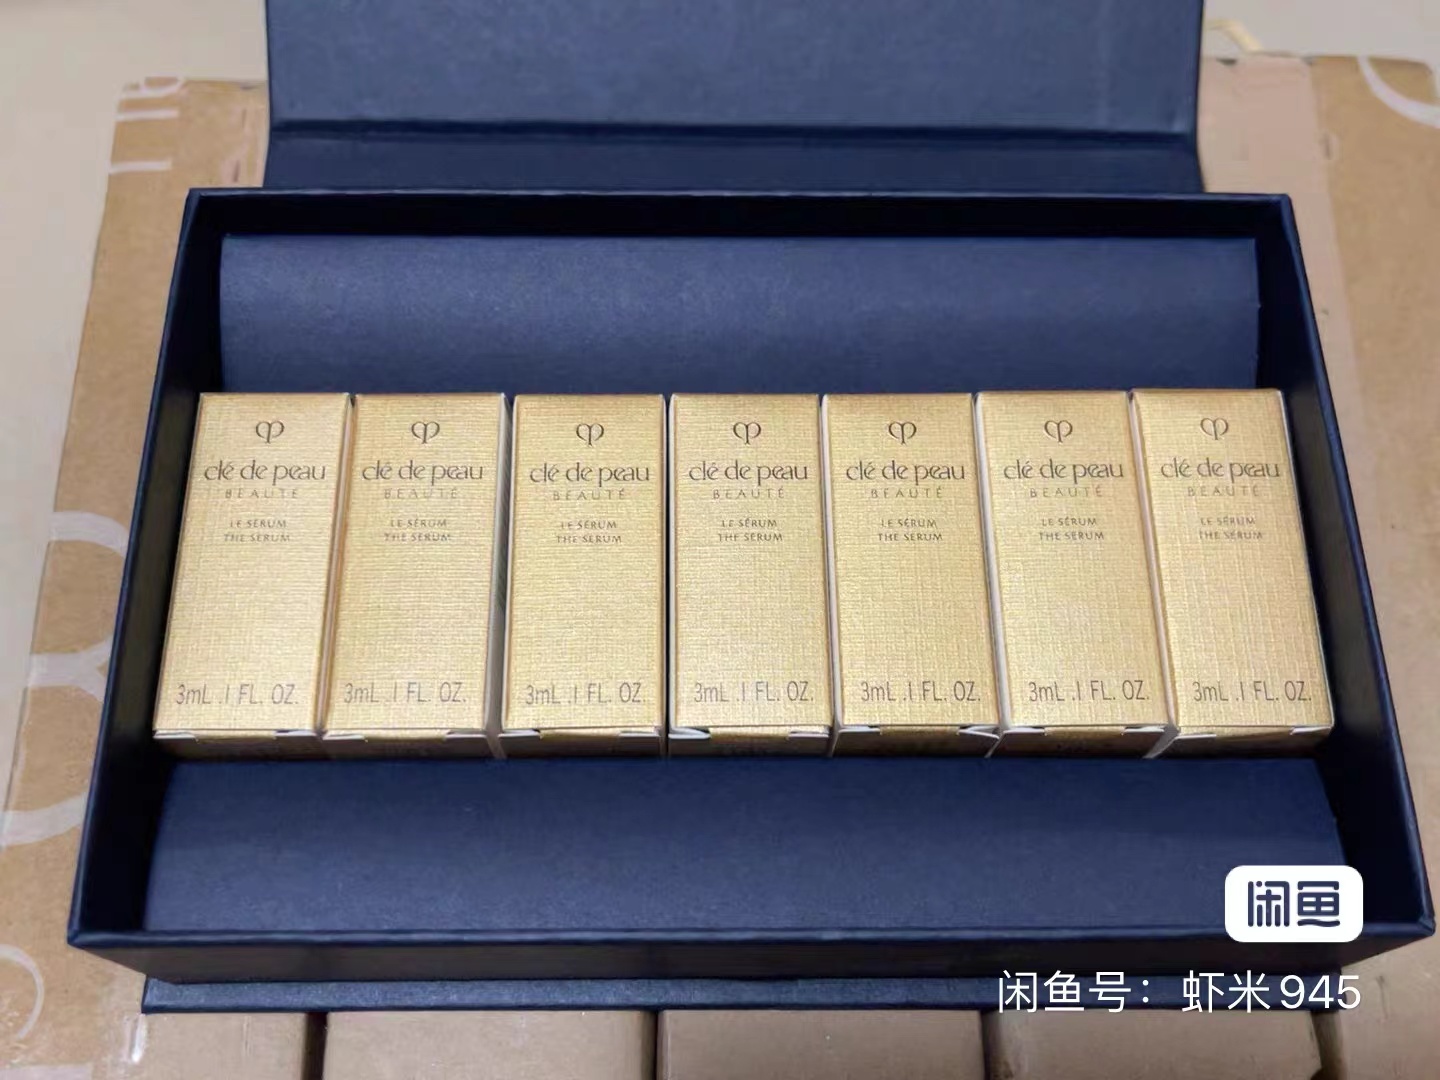 clé de peau
BEAUTÉ
LE SÉRUM
THE SERUM
3mL .1 FL. OZ.
clé de peau
BEAUTÉ
LE SÉRUM
THE SERUM
3mL .1 FL. OZ.
clé de peau
BEAUTÉ
LE SÉRUM
THE SERUM
3mL .1 FL. OZ.
clé de peau
BEAUTÉ
LE SÉRUM
THE SERUM
3mL .1 FL. OZ.
clé de peau
BEAUTÉ
LE SÉRUM
THE SERUM
3mL .1 FL. OZ.
clé de peau
BEAUTÉ
LE SÉRUM
THE SERUM
3mL .1 FL. OZ.
clé de peau
BEAUTÉ
LE SÉRUM
THE SERUM
3mL .1 FL. OZ.
闲鱼
闲鱼号：虾米945